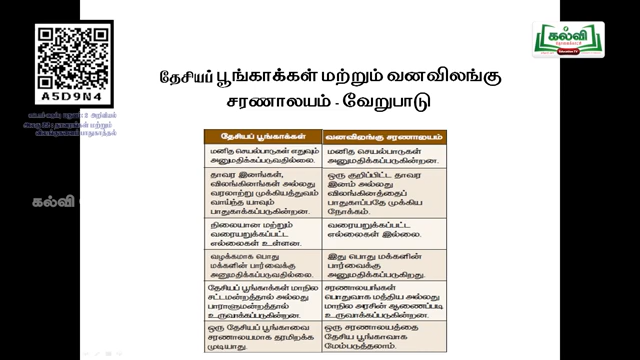 கல்வி
A5D9N4
தேசியப் பூங்காக்கள் மற்றும் வனவிலங்கு
சரணாலயம் - வேறுபாடு
தேசியப் பூங்காக்கள்
வனவிலங்கு சரணாலயம்
மனித செயல்பாடுகள் எதுவும்
அனுமதிக்கப்படுவதில்லை.
மனித செயல்பாடுகள்
அனுமதிக்கப்படுகின்றன.
தாவர இனங்கள்,
விலங்கினங்கள் அல்லது
வரலாற்று முக்கியத்துவம்
வாய்ந்த யாவும்
பாதுகாக்கப்படுகின்றன.
ஒரு குறிப்பிட்ட தாவர
இனம் அல்லது
விலங்கினத்தைப்
பாதுகாப்பதே முக்கிய
நோக்கம்.
நிலையான மற்றும்
வரையறுக்கப்பட்ட
எல்லைகள் உள்ளன.
வரையறுக்கப்பட்ட
எல்லைகள் இல்லை.
வழக்கமாக பொது
மக்களின் பார்வைக்கு
அனுமதிக்கப்படுவதில்லை.
இது பொது மக்களின்
பார்வைக்கு
அனுமதிக்கப்படுகிறது.
தேசியப் பூங்காக்கள் மாநில
சட்டமன்றத்தால் அல்லது
பாராளுமன்றத்தால்
உருவாக்கப்படுகின்றன.
சரணாலயங்கள்
பொதுவாக மத்திய அல்லது
மாநில அரசின் ஆணைப்படி
உருவாக்கப்படுகின்றன.
ஒரு தேசியப் பூங்காவை
சரணாலயமாக தரமிறக்க
முடியாது.
ஒரு சரணாலயத்தை
தேசிய பூங்காவாக
மேம்படுத்தலாம்.
கல்வி